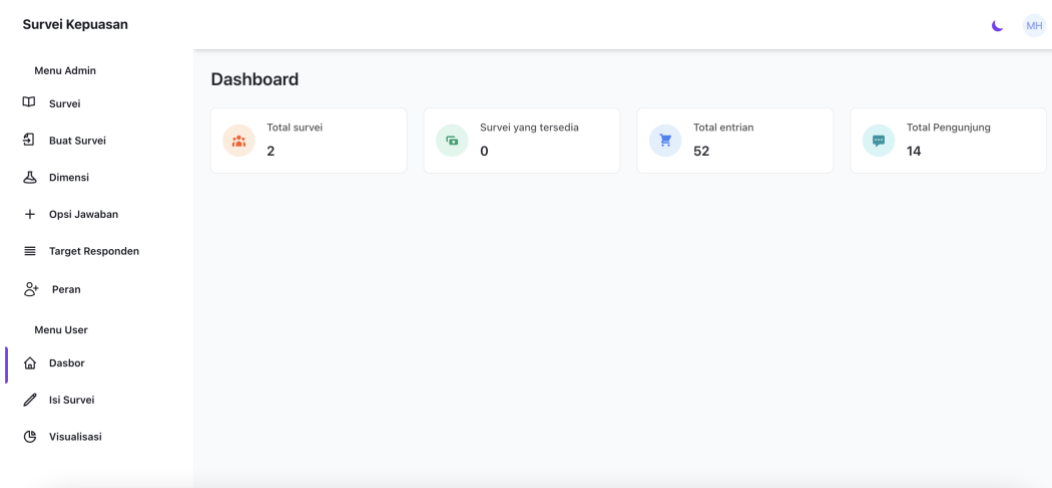 Survei Kepuasan
MH
Menu Admin
Survei
Buat Survei
Dimensi
Opsi Jawaban
Target Responden
Peran
Menu User
Dasbor
Isi Survei
Visualisasi
Dashboard
Total survei
2
Survei yang tersedia
0
Total entrian
52
Total Pengunjung
14